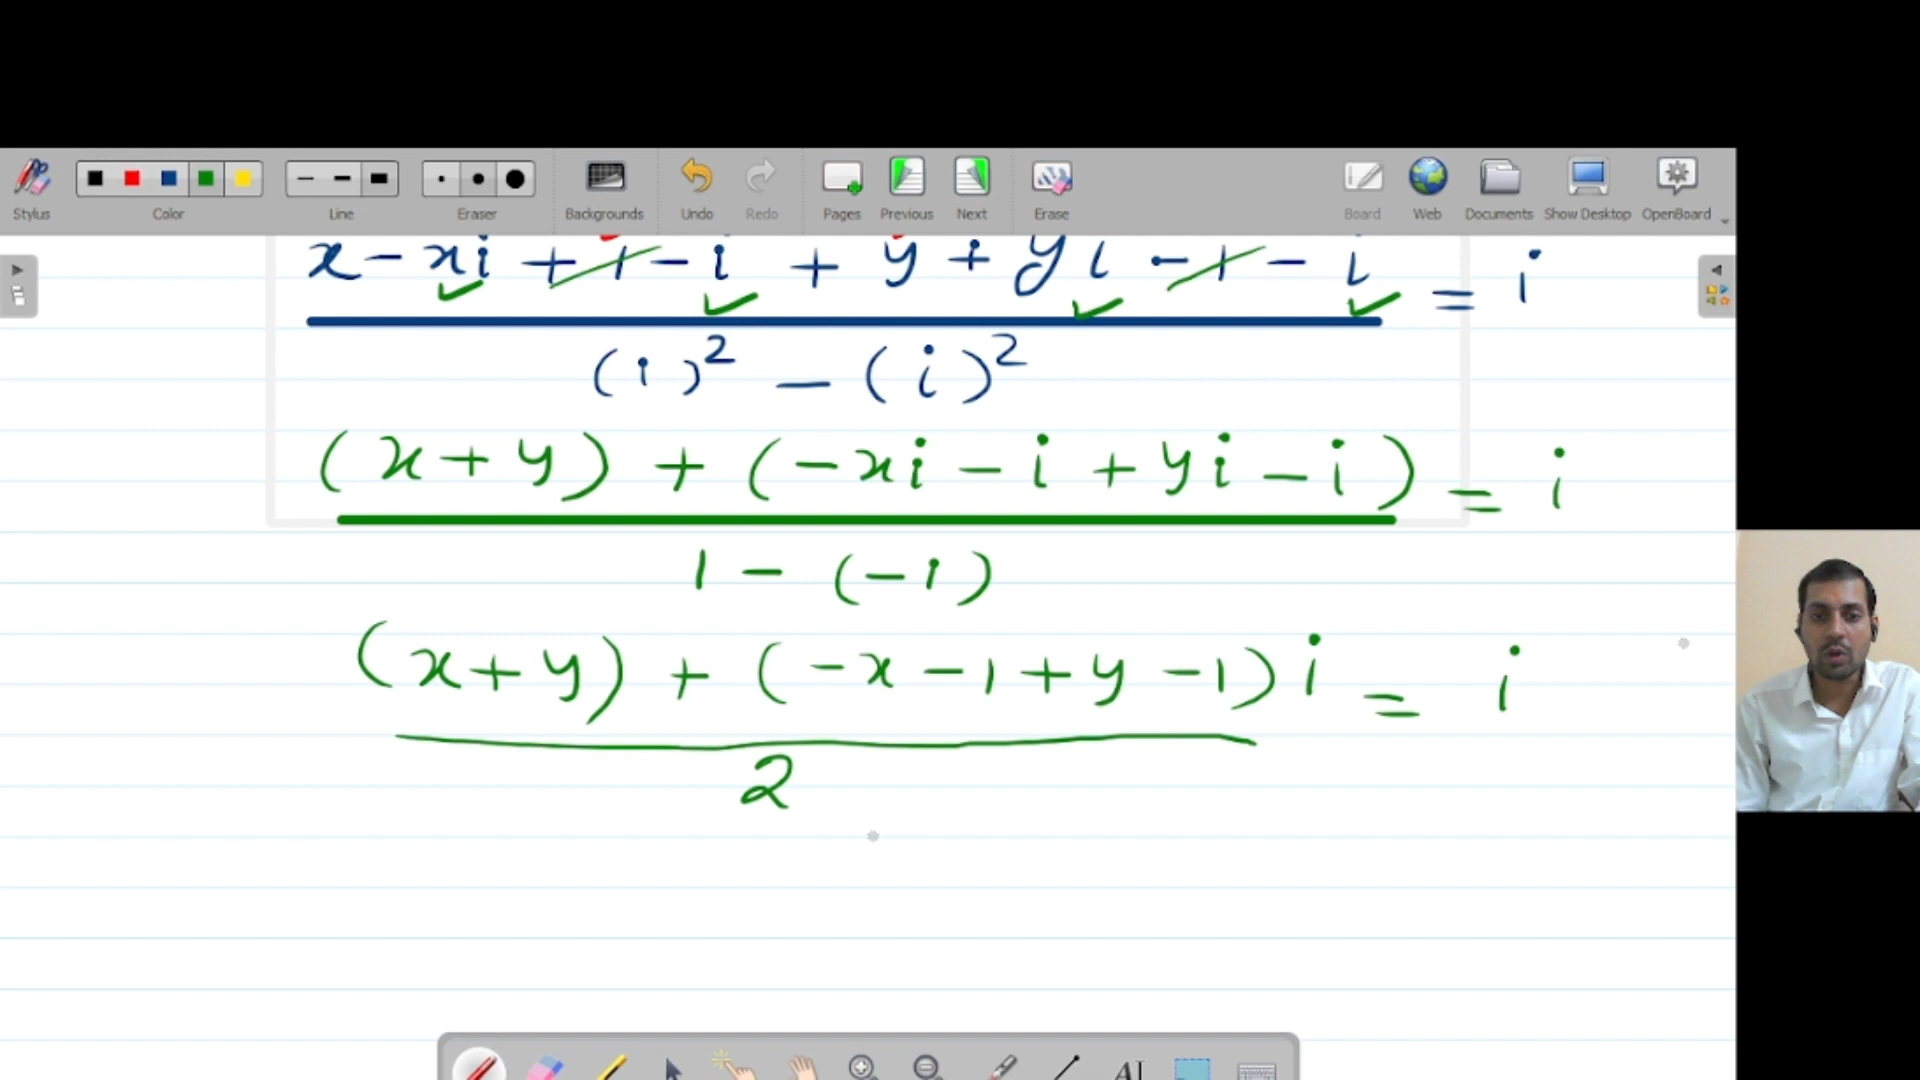 Stylus Color Line Eraser Backgrounds Undo Redo Pages Previous Next Erase Board Web Documents Show Desktop OpenBoard
x - xi + 1 - i + y + yi - 1 - i = i
(1)² - (i)²
(x + y) + (-xi - i + yi - i) = i
1 - (-1)
(x + y) + (-x - 1 + y - 1)i = i
2